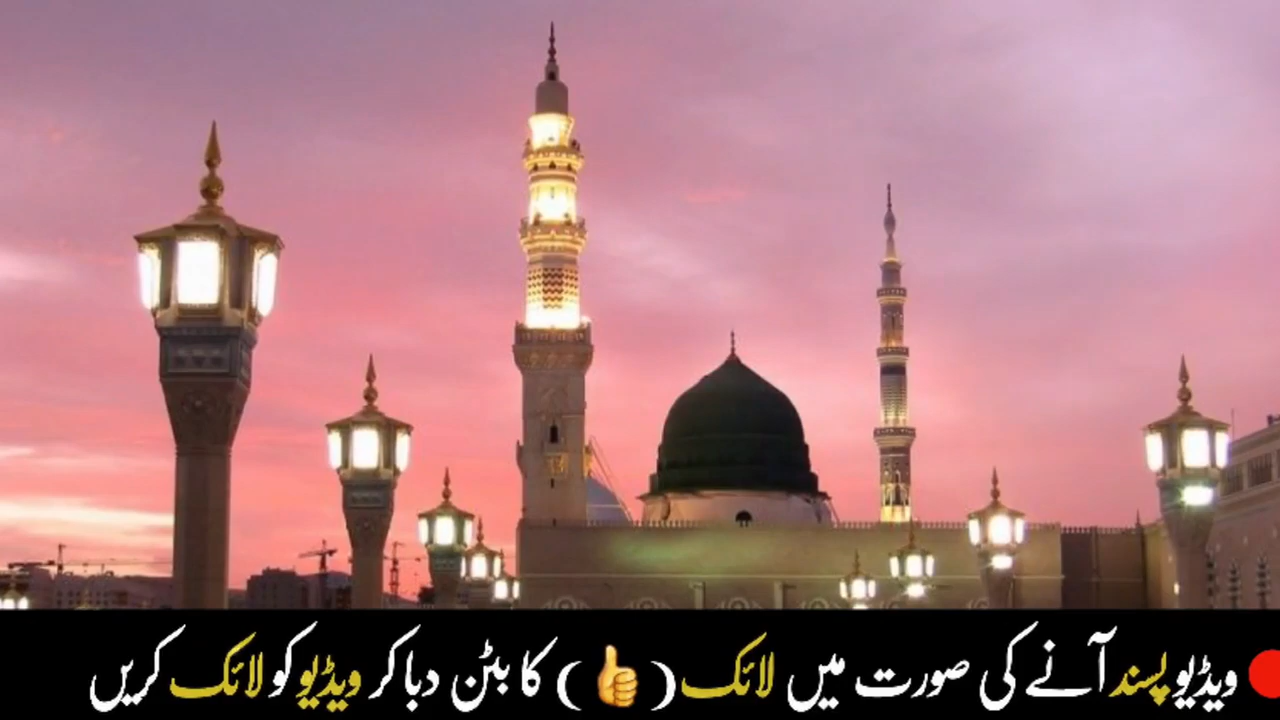 ویڈیو پسند آنے کی صورت میں لائک (👍) کا بٹن دبا کر ویڈیو کو لائک کریں